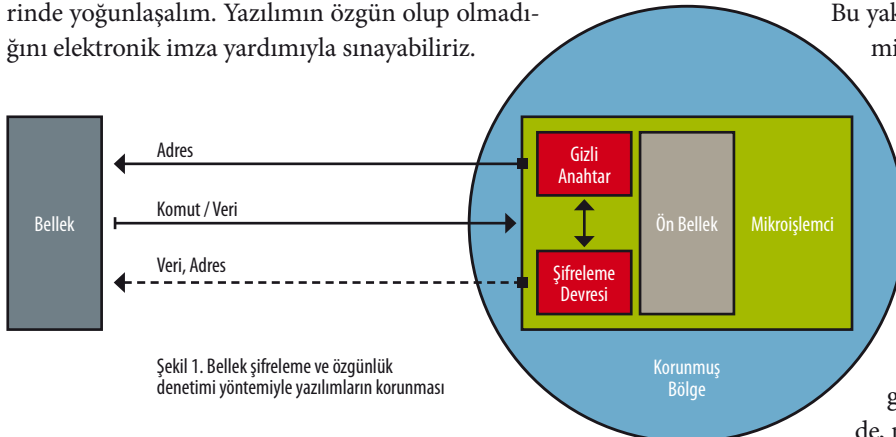 rinde yoğunlaşalım. Yazılımın özgün olup olmadı-
ğını elektronik imza yardımıyla sınayabiliriz.
Bu yak
mi
Adres
Komut / Veri
Veri, Adres
Bellek
Gizli
Anahtar
Şifreleme
Devresi
Ön Bellek
Mikroişlemci
Korunmuş
Bölge
Şekil 1. Bellek şifreleme ve özgünlük
denetimi yöntemiyle yazılımların korunması
g